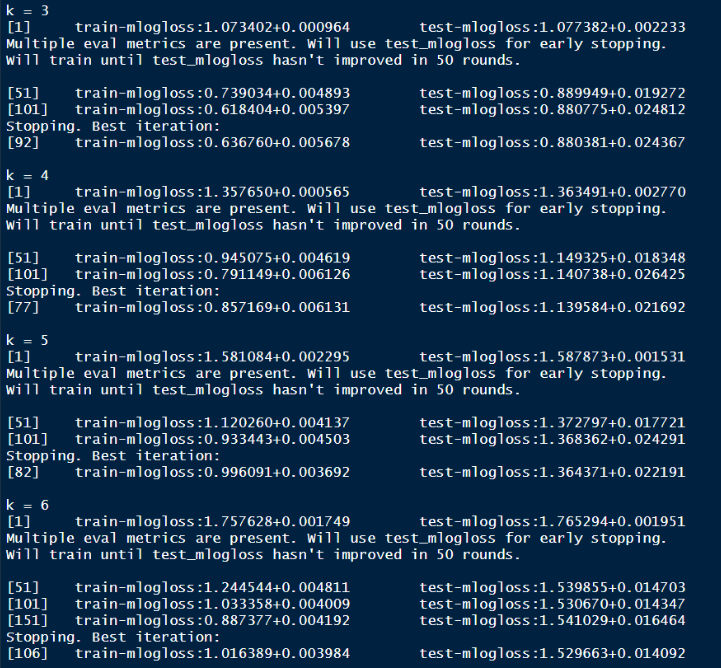 k = 3
[1] train-mlogloss:1.073402+0.000964 test-mlogloss:1.077382+0.002233
Multiple eval metrics are present. Will use test_mlogloss for early stopping.
Will train until test_mlogloss hasn't improved in 50 rounds.
[51] train-mlogloss:0.739034+0.004893 test-mlogloss:0.889949+0.019272
[101] train-mlogloss:0.618404+0.005397 test-mlogloss:0.880775+0.024812
Stopping. Best iteration:
[92] train-mlogloss:0.636760+0.005678 test-mlogloss:0.880381+0.024367
k = 4
[1] train-mlogloss:1.357650+0.000565 test-mlogloss:1.363491+0.002770
Multiple eval metrics are present. Will use test_mlogloss for early stopping.
Will train until test_mlogloss hasn't improved in 50 rounds.
[51] train-mlogloss:0.945075+0.004619 test-mlogloss:1.149325+0.018348
[101] train-mlogloss:0.791149+0.006126 test-mlogloss:1.140738+0.026425
Stopping. Best iteration:
[77] train-mlogloss:0.857169+0.006131 test-mlogloss:1.139584+0.021692
k = 5
[1] train-mlogloss:1.581084+0.002295 test-mlogloss:1.587873+0.001531
Multiple eval metrics are present. Will use test_mlogloss for early stopping.
Will train until test_mlogloss hasn't improved in 50 rounds.
[51] train-mlogloss:1.120260+0.004137 test-mlogloss:1.372797+0.017721
[101] train-mlogloss:0.933443+0.004503 test-mlogloss:1.368362+0.024291
Stopping. Best iteration:
[82] train-mlogloss:0.996091+0.003692 test-mlogloss:1.364371+0.022191
k = 6
[1] train-mlogloss:1.757628+0.001749 test-mlogloss:1.765294+0.001951
Multiple eval metrics are present. Will use test_mlogloss for early stopping.
Will train until test_mlogloss hasn't improved in 50 rounds.
[51] train-mlogloss:1.244544+0.004811 test-mlogloss:1.539855+0.014703
[101] train-mlogloss:1.033358+0.004009 test-mlogloss:1.530670+0.014347
[151] train-mlogloss:0.887377+0.004192 test-mlogloss:1.541029+0.016464
Stopping. Best iteration:
[106] train-mlogloss:1.016389+0.003984 test-mlogloss:1.529663+0.014092